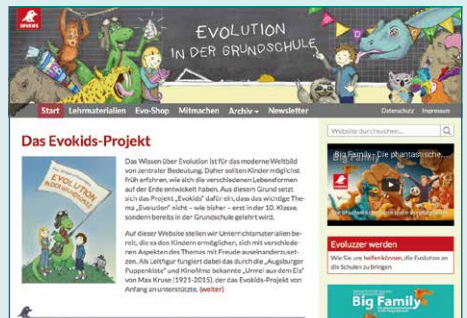 EVOKIDS
EVOLUTION
IN DER GRUNDSCHULE
Start Lehrmaterialien Evo-Shop Mitmachen Archiv Newsletter Datenschutz Impressum
Das Evokids-Projekt
EVOLUTION
IN DER GRUNDSCHULE
Das Wissen über Evolution ist für das moderne Weltbild
von zentraler Bedeutung. Daher sollten Kinder möglichst
früh erfahren, wie sich die verschiedenen Lebensformen
auf der Erde entwickelt haben. Aus diesem Grund setzt
sich das Projekt „Evokids" dafür ein, dass das wichtige The-
ma „Evolution" nicht – wie bisher – erst in der 10. Klasse,
sondern bereits in der Grundschule gelehrt wird.
Auf dieser Website stellen wir Unterrichtsmaterialien be-
reit, die es den Kindern ermöglichen, sich mit verschiede-
nen Aspekten des Themas mit Freude auseinanderzuset-
zen. Als Leitfigur fungiert dabei das durch die „Augsburger
Puppenkiste" und Kinofilme bekannte „Urmel aus dem Eis"
von Max Kruse (1921-2015), der das Evokids-Projekt von
Anfang an unterstützte. (weiter)
Website durchsuchen...
Big Family - Die phantastische...
Big Family
Evoluzzer werden
Wie Sie uns helfen können, die Evolution an
die Schulen zu bringen
Big Family